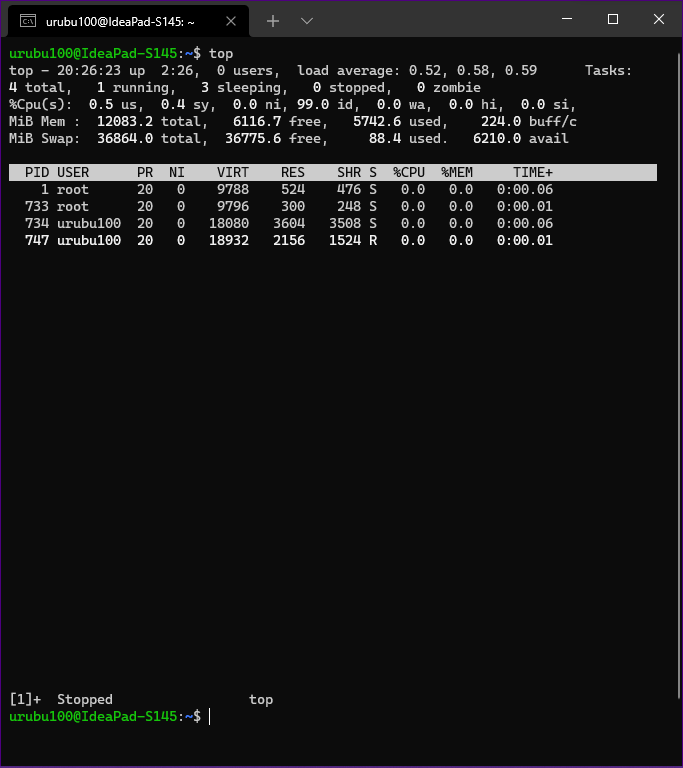 urubu100@IdeaPad-S145: ~
urubu100@IdeaPad-S145:~$ top
top - 20:26:23 up  2:26,  0 users,  load average: 0.52, 0.58, 0.59      Tasks:
4 total,   1 running,   3 sleeping,   0 stopped,   0 zombie
%Cpu(s):  0.5 us,  0.4 sy,  0.0 ni, 99.0 id,  0.0 wa,  0.0 hi,  0.0 si,
MiB Mem :  12083.2 total,   6116.7 free,   5742.6 used,    224.0 buff/c
MiB Swap:  36864.0 total,  36775.6 free,     88.4 used.   6210.0 avail
  PID USER      PR  NI    VIRT    RES    SHR S  %CPU  %MEM     TIME+
    1 root      20   0    9788    524    476 S   0.0   0.0   0:00.06
  733 root      20   0    9796    300    248 S   0.0   0.0   0:00.01
  734 urubu100  20   0   18080   3604   3508 S   0.0   0.0   0:00.06
  747 urubu100  20   0   18932   2156   1524 R   0.0   0.0   0:00.01
[1]+  Stopped                 top
urubu100@IdeaPad-S145:~$